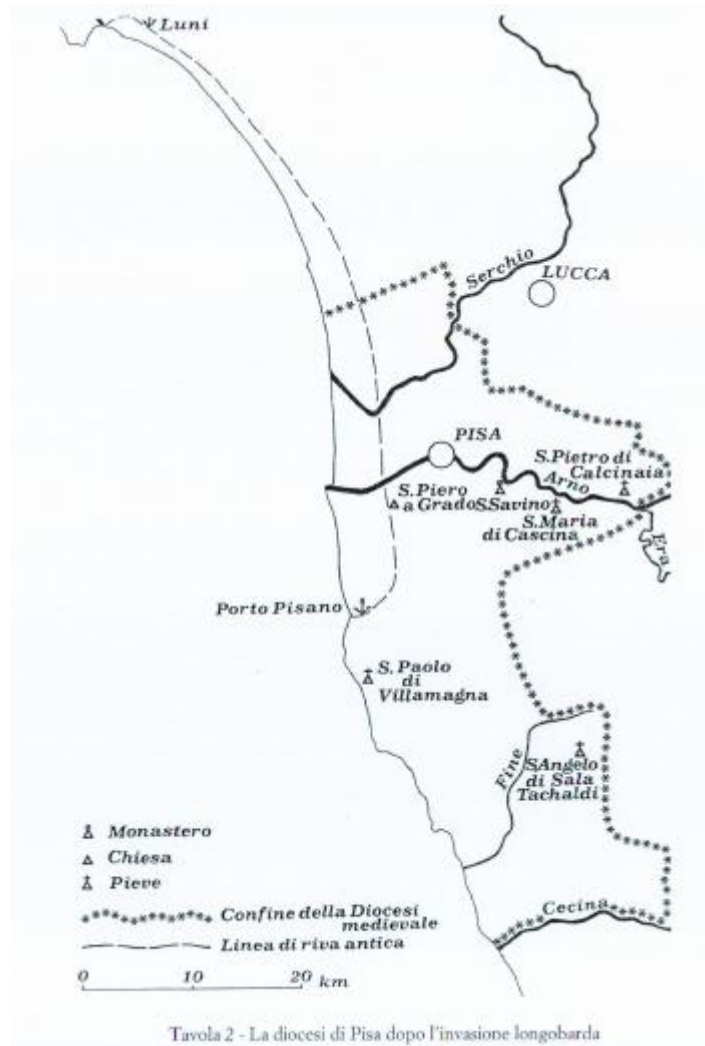 Luni
Serchio
LUCCA
PISA
S.Pietro di
Calcinaia
Arno
S.Piero
a Grado
S.Savino
S.Maria
di Cascina
Era
Porto Pisano
S. Paolo
di
Villamagna
Fine
S.Angelo
di Sala
Tachaldi
Monastero
Chiesa
Pieve
Cecina
Confine della Diocesi
medievale
Linea di riva antica
0 10 20 km
Tavola 2 - La diocesi di Pisa dopo l'invasione longobarda